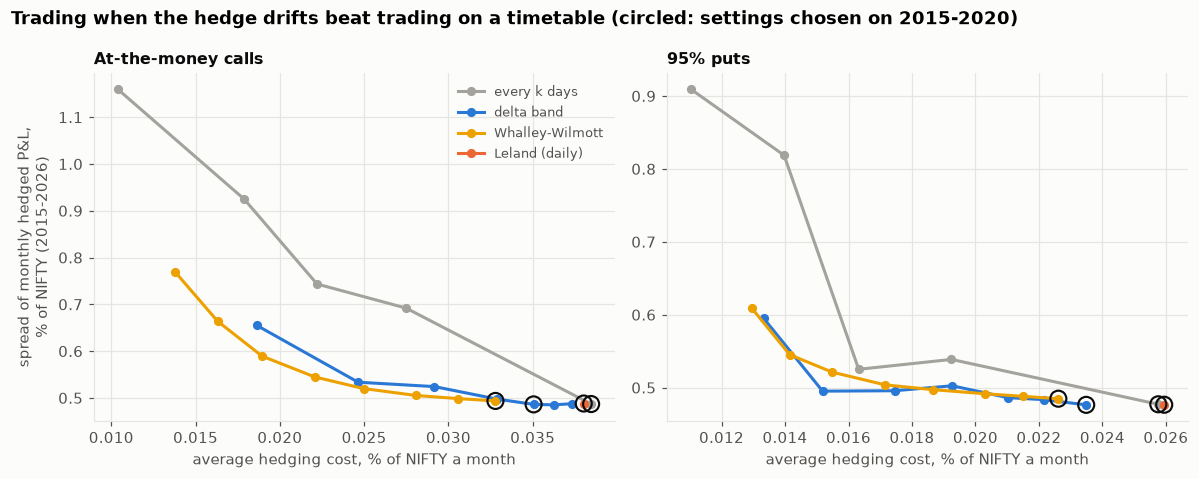 Trading when the hedge drifts beat trading on a timetable (circled: settings chosen on 2015-2020)
At-the-money calls
spread of monthly hedged P&L,
% of NIFTY (2015-2026)
1.1
1.0
0.9
0.8
0.7
0.6
0.5
every k days
delta band
Whalley-Wilmott
Leland (daily)
0.010 0.015 0.020 0.025 0.030 0.035
average hedging cost, % of NIFTY a month
95% puts
0.9
0.8
0.7
0.6
0.5
0.012 0.014 0.016 0.018 0.020 0.022 0.024 0.026
average hedging cost, % of NIFTY a month